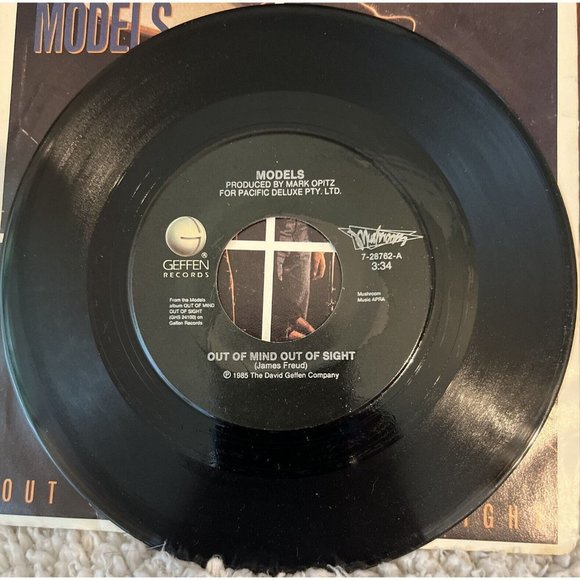 MODELS
MODELS
PRODUCED BY MARK OPITZ
FOR PACIFIC DELUXE PTY. LTD.
G
GEFFEN
RECORDS
Mushroom
7-28762-A
3:34
From the Models
album OUT OF MIND
OUT OF SIGHT
(GHS 24100) on
Geffen Records
Mushroom
Music APRA
OUT OF MIND OUT OF SIGHT
(James Freud)
℗ 1985 The David Geffen Company
OUT
IGH